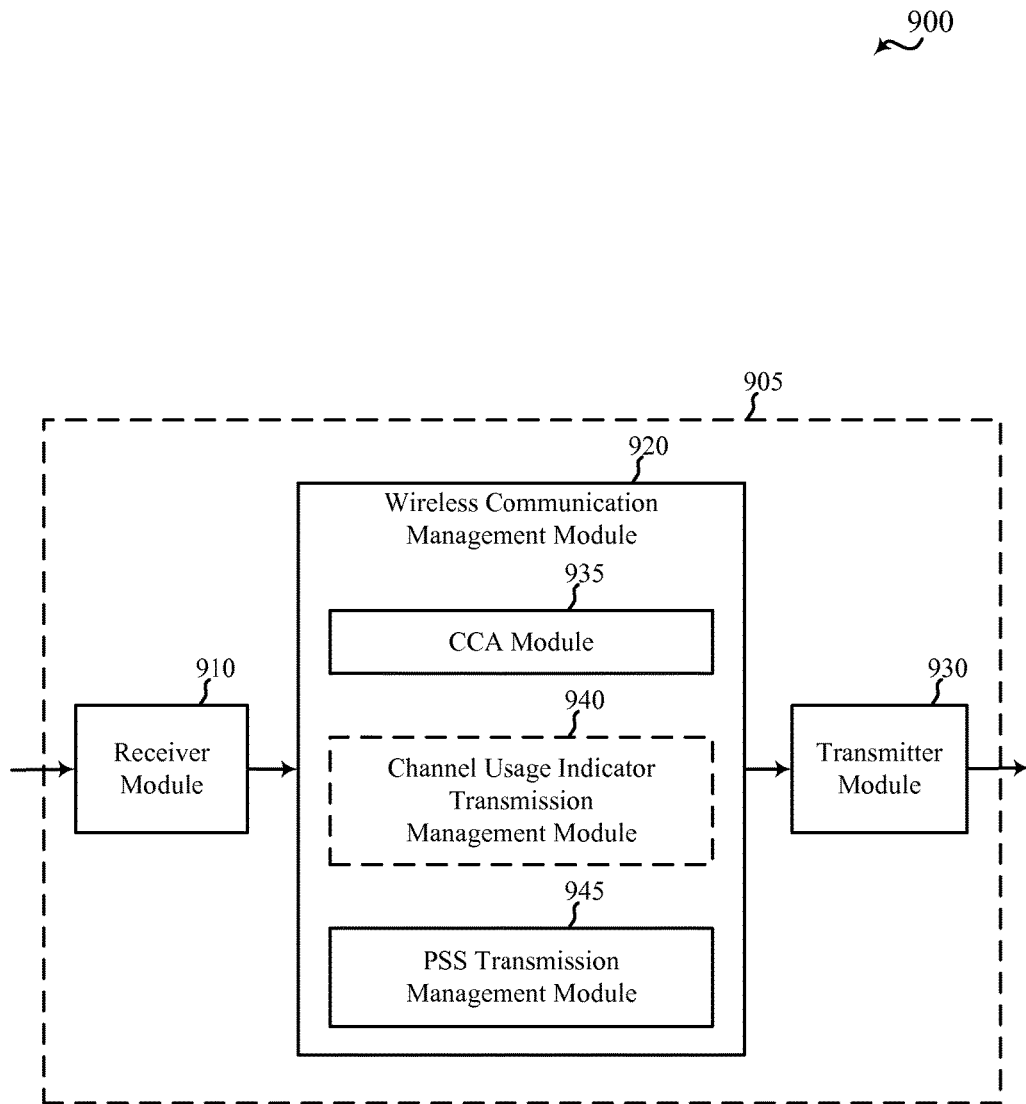 900
905
920
Wireless Communication
Management Module
935
CCA Module
910
Receiver
Module
940
Channel Usage Indicator
Transmission
Management Module
930
Transmitter
Module
945
PSS Transmission
Management Module